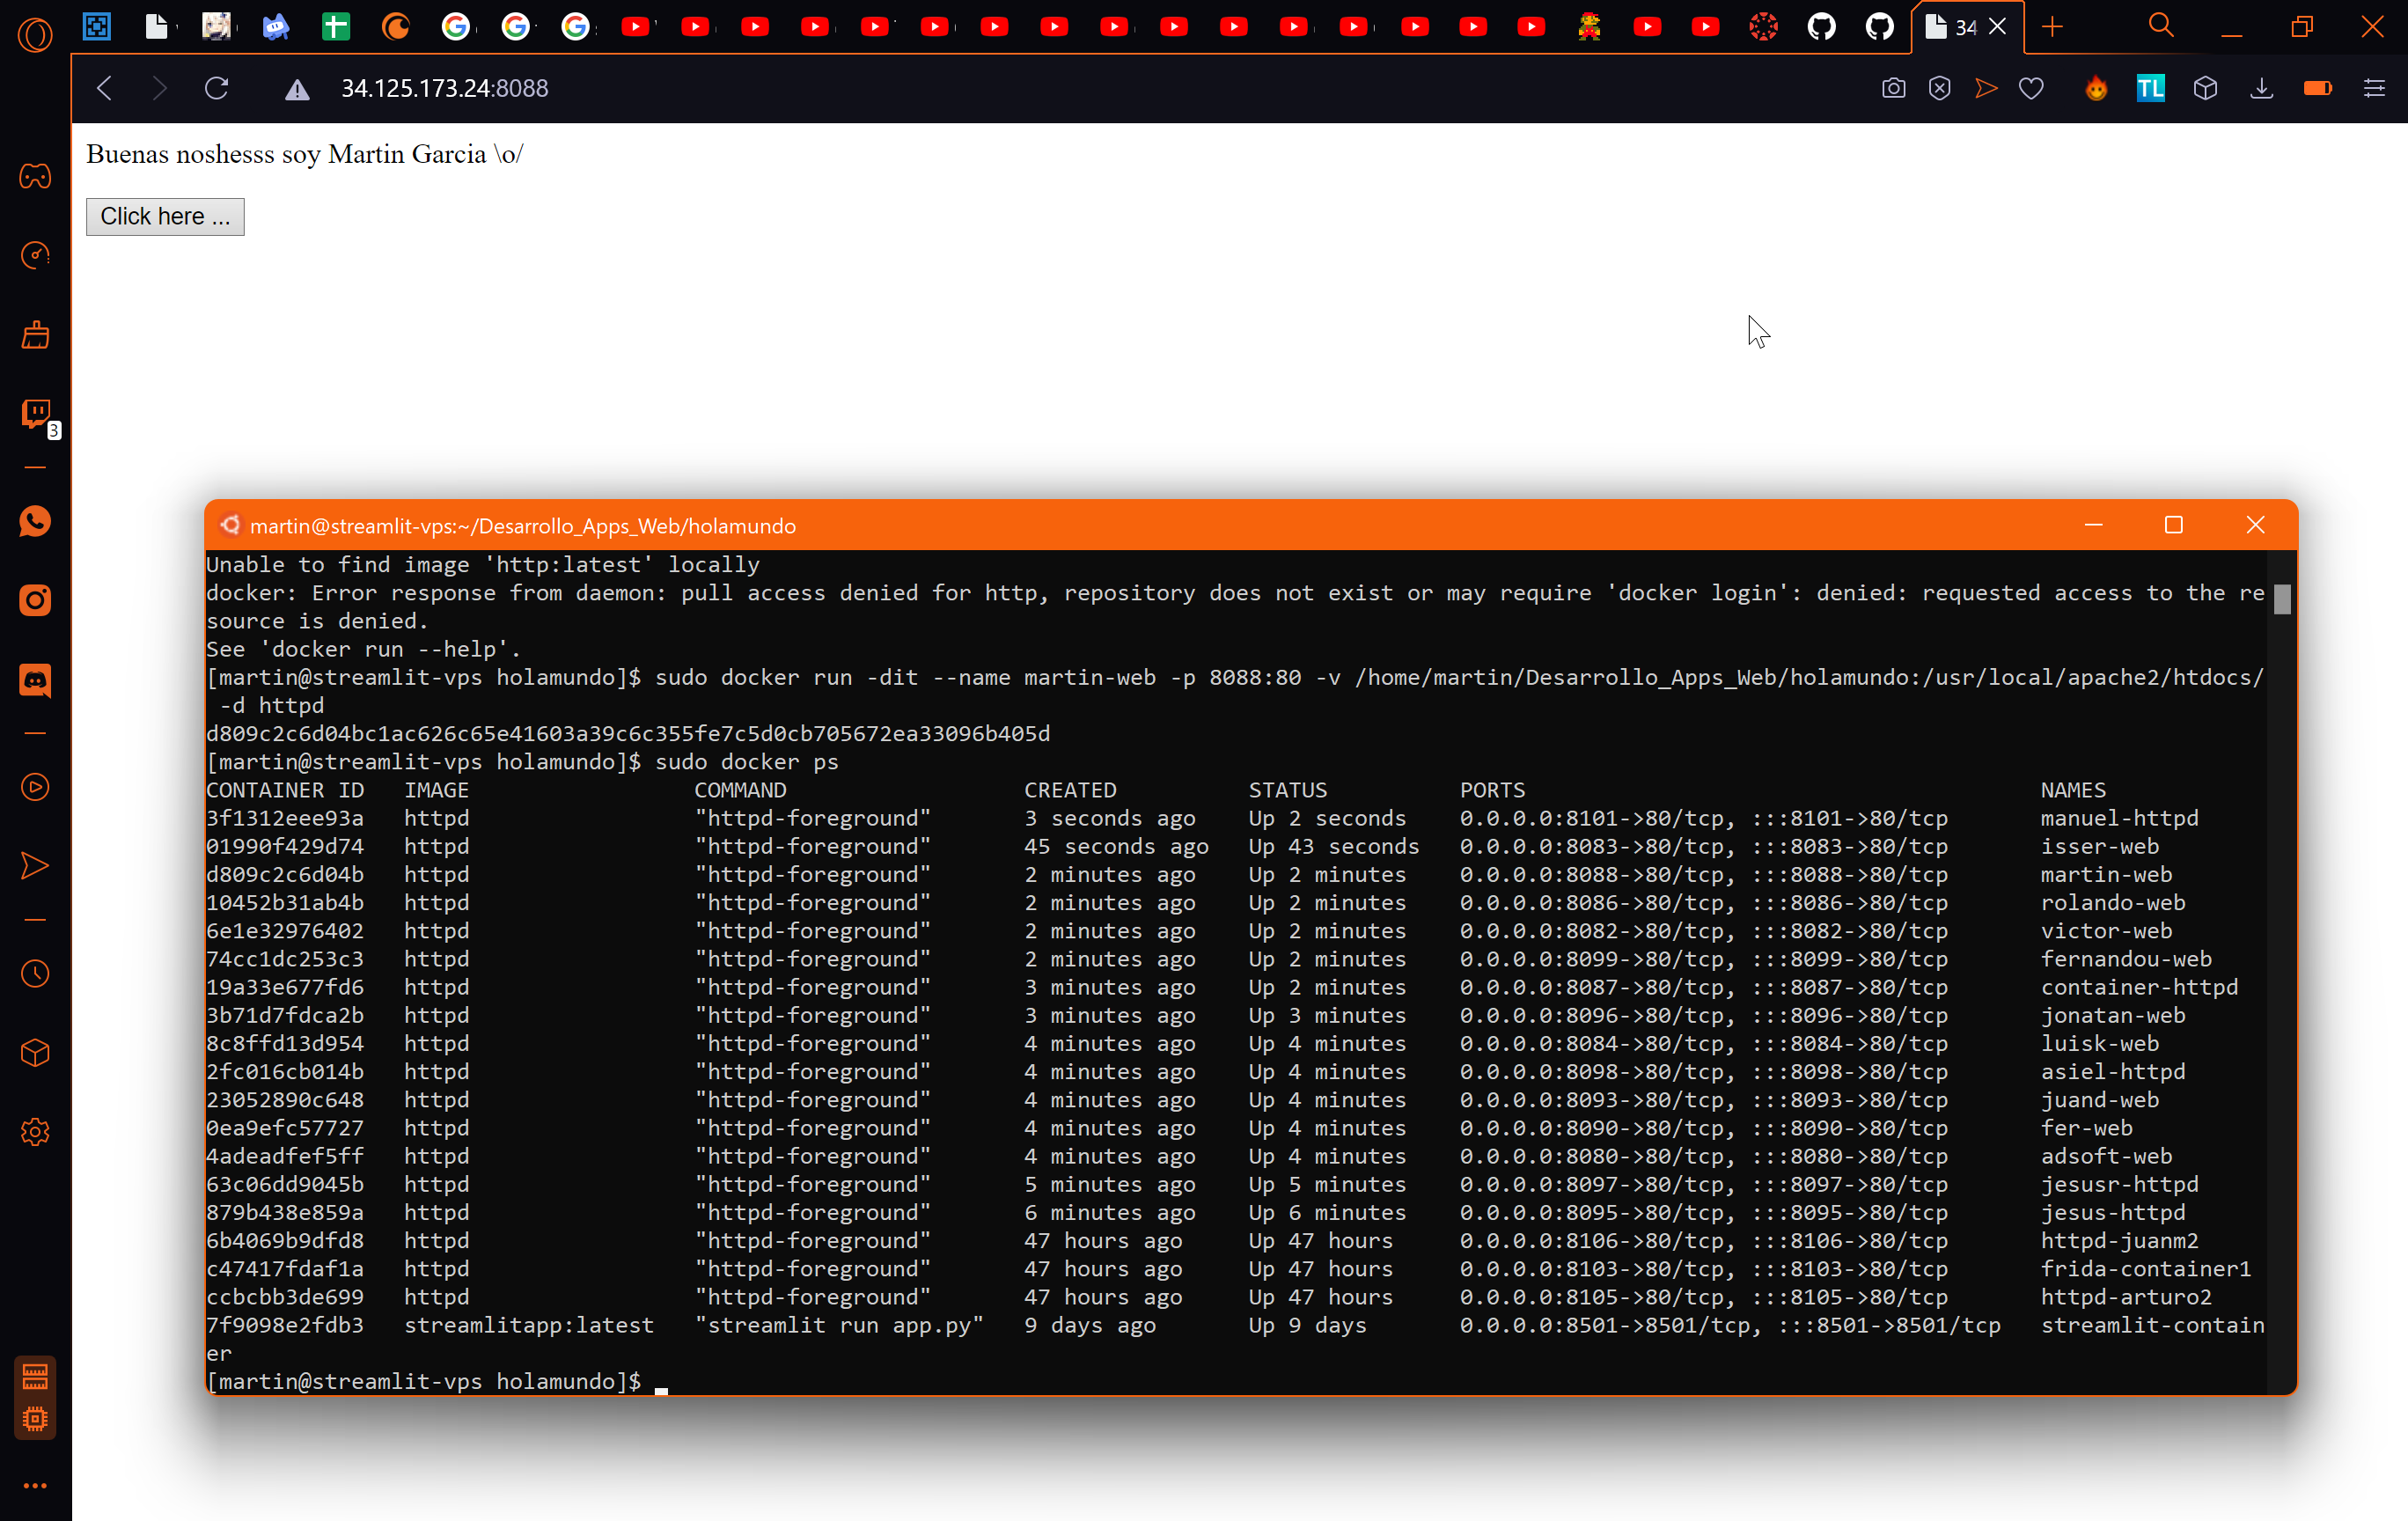 34
34.125.173.24:8088
TL
Buenas noshesss soy Martin Garcia \o/
Click here ...
3
martin@streamlit-vps:~/Desarrollo_Apps_Web/holamundo
Unable to find image 'http:latest' locally
docker: Error response from daemon: pull access denied for http, repository does not exist or may require 'docker login': denied: requested access to the re
source is denied.
See 'docker run --help'.
[martin@streamlit-vps holamundo]$ sudo docker run -dit --name martin-web -p 8088:80 -v /home/martin/Desarrollo_Apps_Web/holamundo:/usr/local/apache2/htdocs/
 -d httpd
d809c2c6d04bc1ac626c65e41603a39c6c355fe7c5d0cb705672ea33096b405d
[martin@streamlit-vps holamundo]$ sudo docker ps
CONTAINER ID   IMAGE                 COMMAND                  CREATED          STATUS          PORTS                                       NAMES
3f1312eee93a   httpd                 "httpd-foreground"       3 seconds ago    Up 2 seconds    0.0.0.0:8101->80/tcp, :::8101->80/tcp       manuel-httpd
01990f429d74   httpd                 "httpd-foreground"       45 seconds ago   Up 43 seconds   0.0.0.0:8083->80/tcp, :::8083->80/tcp       isser-web
d809c2c6d04b   httpd                 "httpd-foreground"       2 minutes ago    Up 2 minutes    0.0.0.0:8088->80/tcp, :::8088->80/tcp       martin-web
10452b31ab4b   httpd                 "httpd-foreground"       2 minutes ago    Up 2 minutes    0.0.0.0:8086->80/tcp, :::8086->80/tcp       rolando-web
6e1e32976402   httpd                 "httpd-foreground"       2 minutes ago    Up 2 minutes    0.0.0.0:8082->80/tcp, :::8082->80/tcp       victor-web
74cc1dc253c3   httpd                 "httpd-foreground"       2 minutes ago    Up 2 minutes    0.0.0.0:8099->80/tcp, :::8099->80/tcp       fernandou-web
19a33e677fd6   httpd                 "httpd-foreground"       3 minutes ago    Up 2 minutes    0.0.0.0:8087->80/tcp, :::8087->80/tcp       container-httpd
3b71d7fdca2b   httpd                 "httpd-foreground"       3 minutes ago    Up 3 minutes    0.0.0.0:8096->80/tcp, :::8096->80/tcp       jonatan-web
8c8ffd13d954   httpd                 "httpd-foreground"       4 minutes ago    Up 4 minutes    0.0.0.0:8084->80/tcp, :::8084->80/tcp       luisk-web
2fc016cb014b   httpd                 "httpd-foreground"       4 minutes ago    Up 4 minutes    0.0.0.0:8098->80/tcp, :::8098->80/tcp       asiel-httpd
23052890c648   httpd                 "httpd-foreground"       4 minutes ago    Up 4 minutes    0.0.0.0:8093->80/tcp, :::8093->80/tcp       juand-web
0ea9efc57727   httpd                 "httpd-foreground"       4 minutes ago    Up 4 minutes    0.0.0.0:8090->80/tcp, :::8090->80/tcp       fer-web
4adeadfef5ff   httpd                 "httpd-foreground"       4 minutes ago    Up 4 minutes    0.0.0.0:8080->80/tcp, :::8080->80/tcp       adsoft-web
63c06dd9045b   httpd                 "httpd-foreground"       5 minutes ago    Up 5 minutes    0.0.0.0:8097->80/tcp, :::8097->80/tcp       jesusr-httpd
879b438e859a   httpd                 "httpd-foreground"       6 minutes ago    Up 6 minutes    0.0.0.0:8095->80/tcp, :::8095->80/tcp       jesus-httpd
6b4069b9dfd8   httpd                 "httpd-foreground"       47 hours ago     Up 47 hours     0.0.0.0:8106->80/tcp, :::8106->80/tcp       httpd-juanm2
c47417fdaf1a   httpd                 "httpd-foreground"       47 hours ago     Up 47 hours     0.0.0.0:8103->80/tcp, :::8103->80/tcp       frida-container1
ccbcbb3de699   httpd                 "httpd-foreground"       47 hours ago     Up 47 hours     0.0.0.0:8105->80/tcp, :::8105->80/tcp       httpd-arturo2
7f9098e2fdb3   streamlitapp:latest   "streamlit run app.py"   9 days ago       Up 9 days       0.0.0.0:8501->8501/tcp, :::8501->8501/tcp   streamlit-contain
er
[martin@streamlit-vps holamundo]$